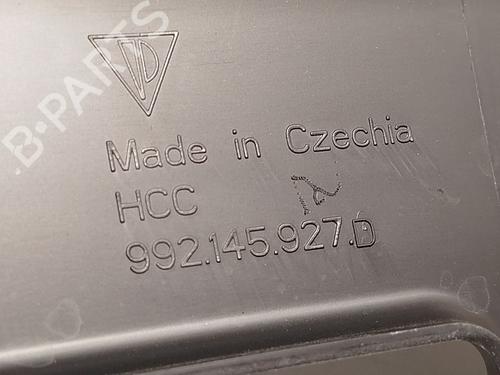 B-PARTS
Made in Czechia
HCC
992.145.927.D